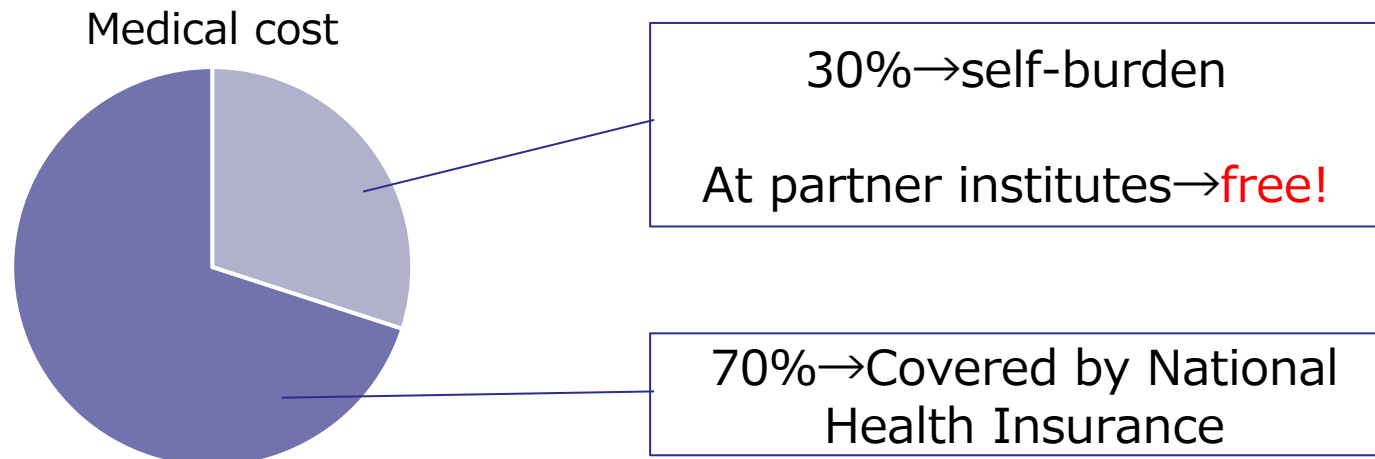 Medical cost
30%→self-burden
At partner institutes→free!
70%→Covered by National
Health Insurance